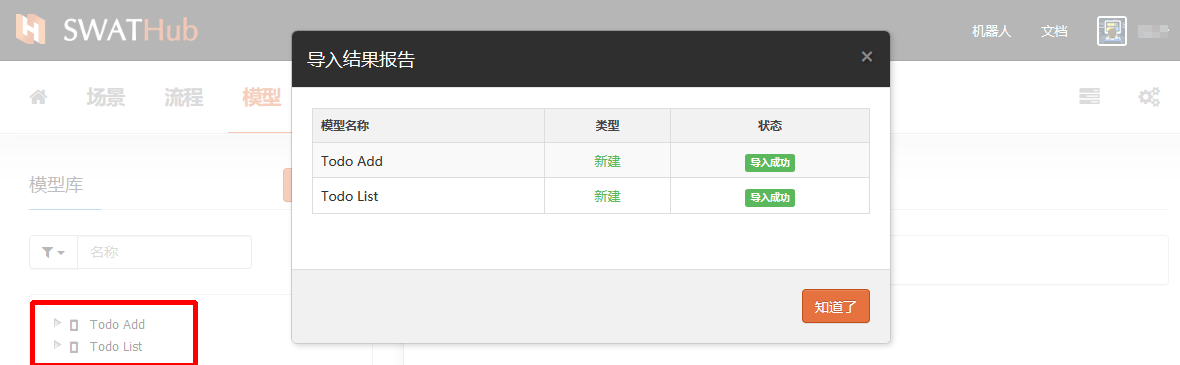 SWATHub
机器人 文档
导入结果报告 ×
场景 流程 模型
模型名称 类型 状态
Todo Add 新建 导入成功
Todo List 新建 导入成功
模型库
名称
知道了
Todo Add
Todo List